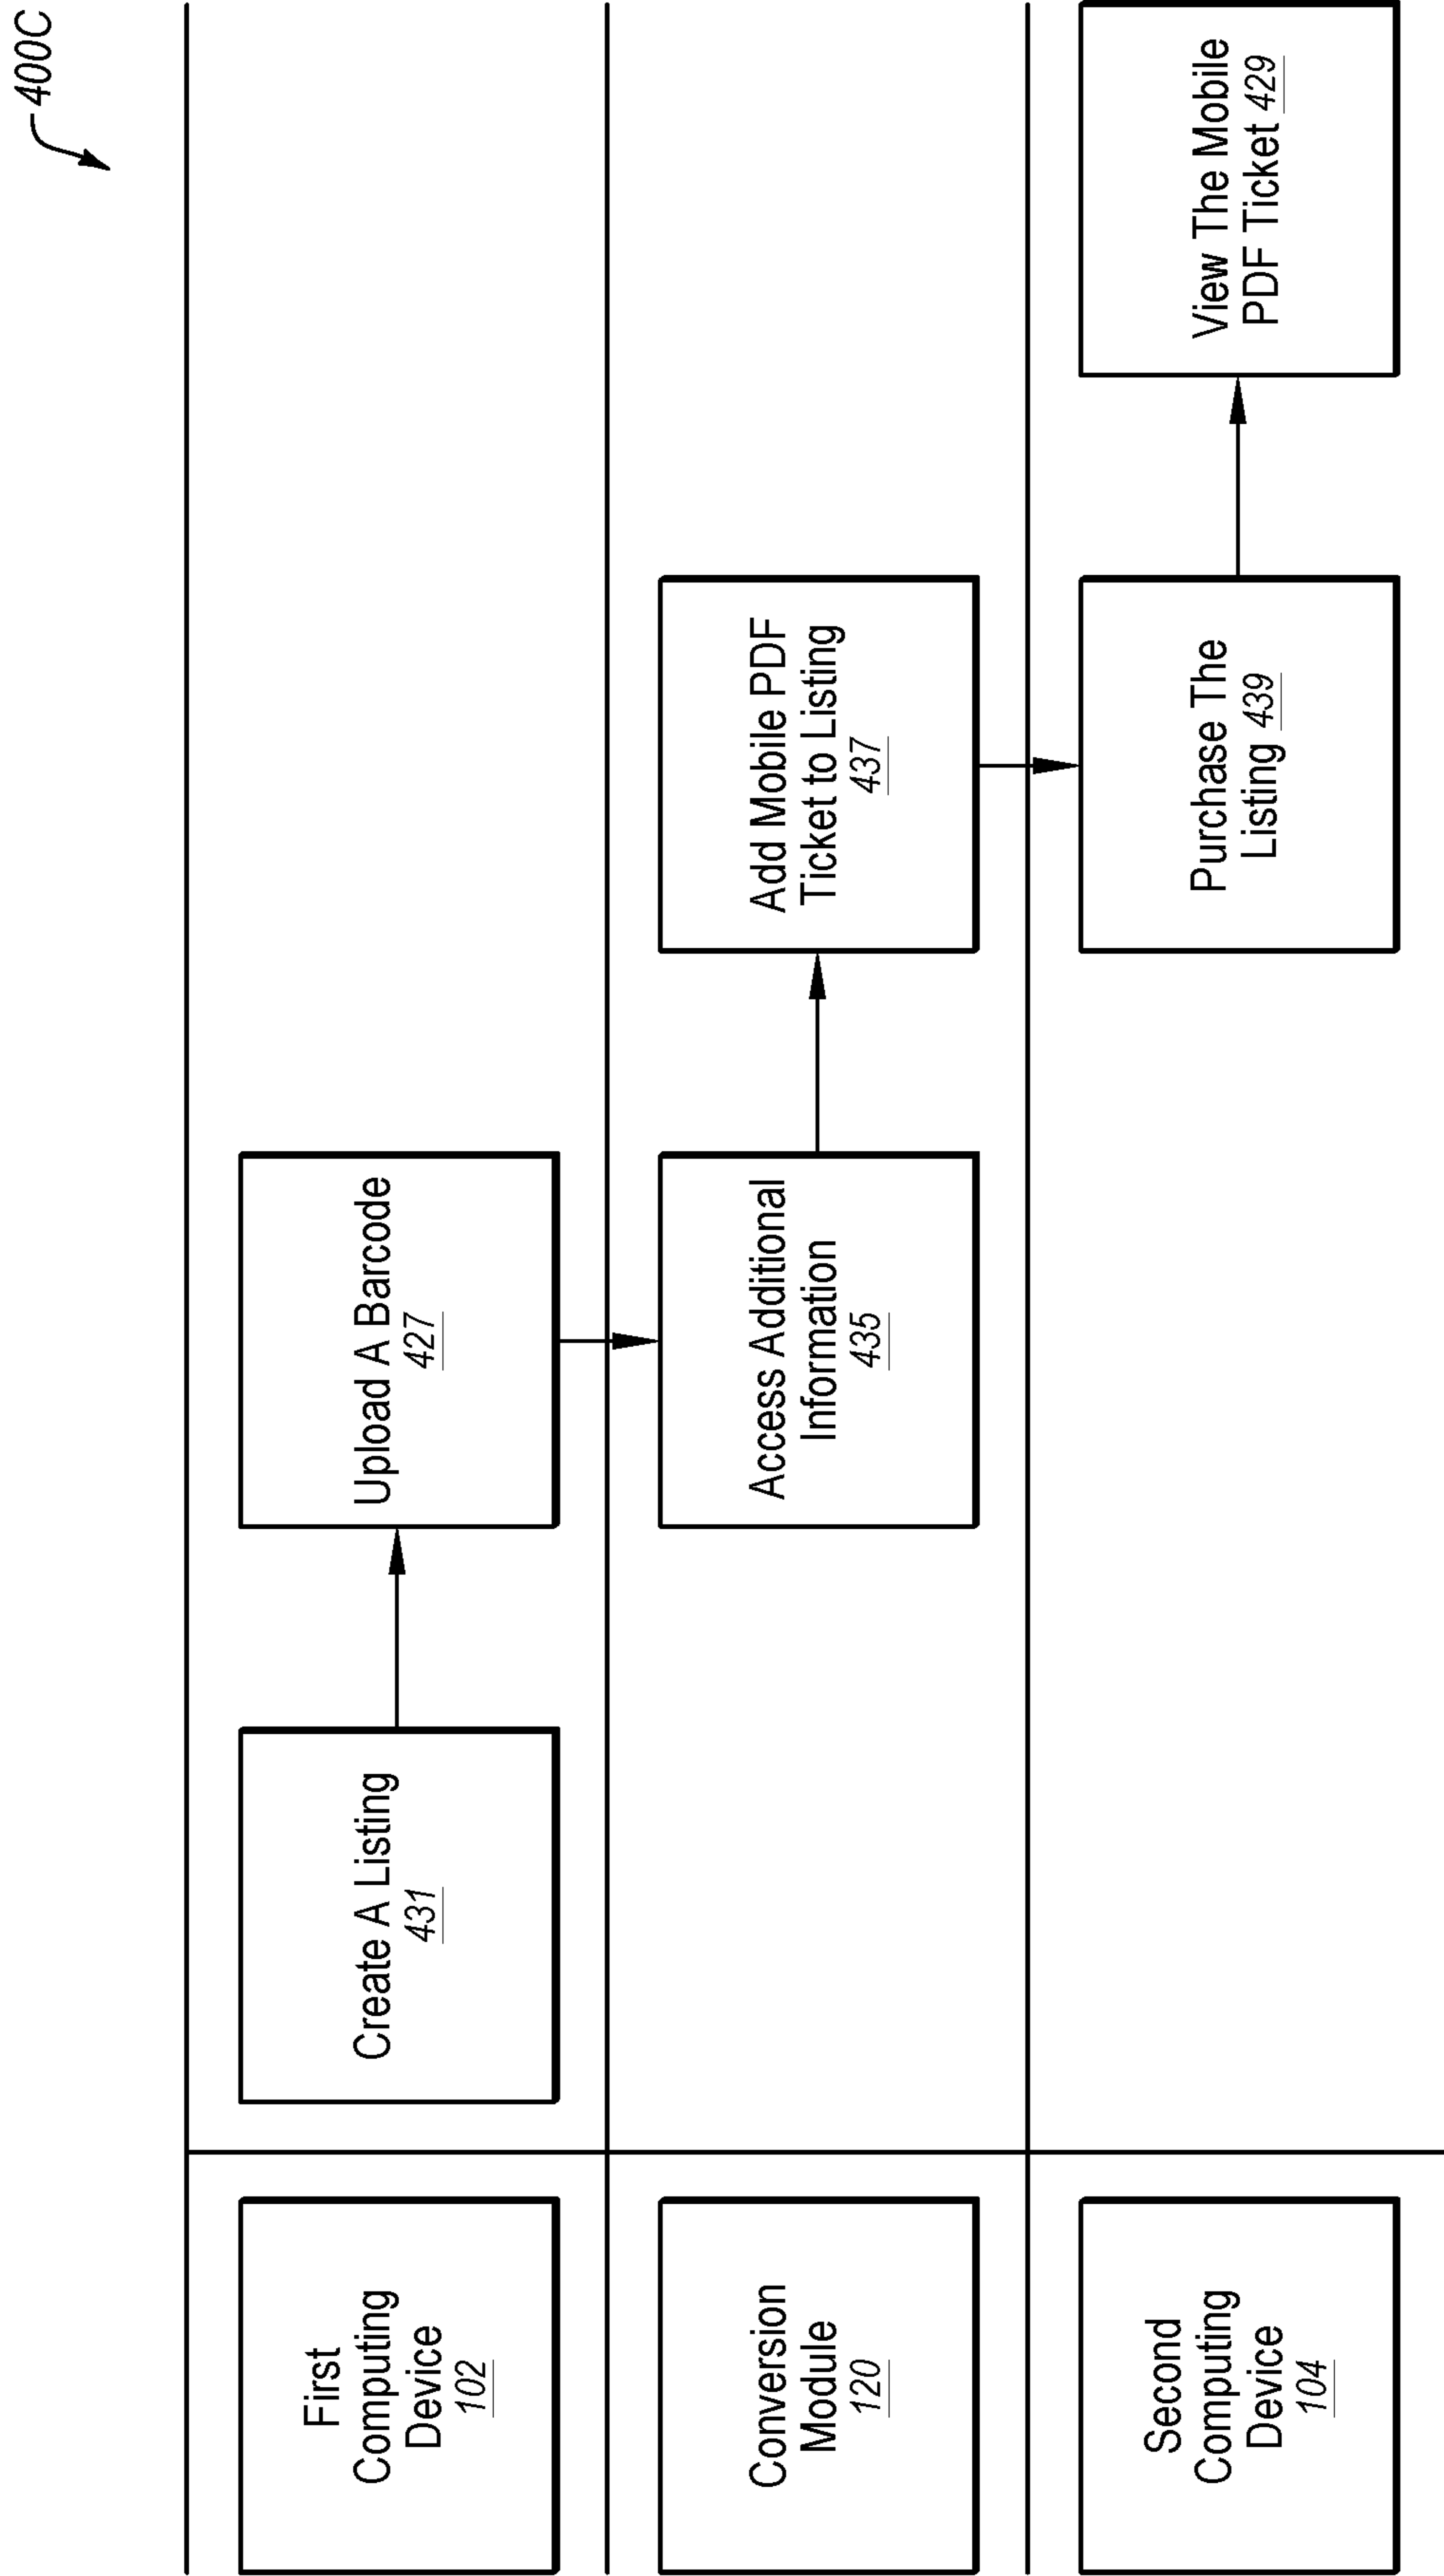 400C
First
Computing
Device
102
Create A Listing
431
Upload A Barcode
427
Conversion
Module
120
Access Additional
Information
435
Add Mobile PDF
Ticket to Listing
437
Second
Computing
Device
104
Purchase The
Listing 439
View The Mobile
PDF Ticket 429